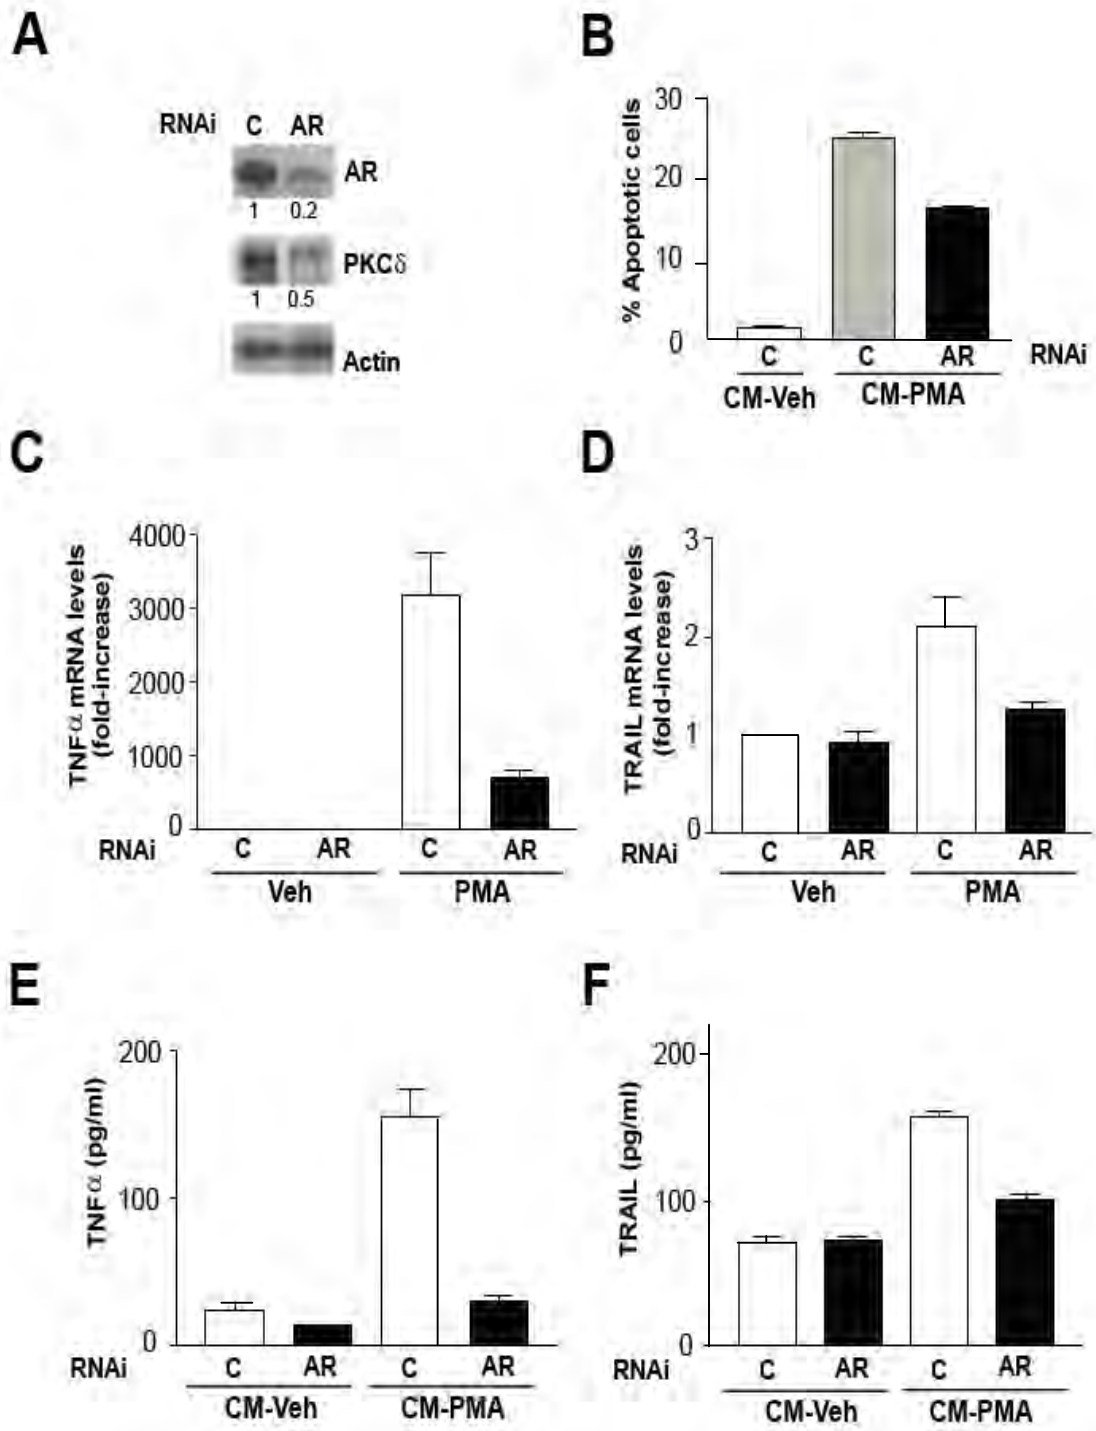 A
RNAi C AR
AR
1 0.2
PKCδ
1 0.5
Actin
B
% Apoptotic cells
30
20
10
0
C C AR RNAi
CM-Veh CM-PMA
C
TNFα mRNA levels
(fold-increase)
4000
3000
2000
1000
0
RNAi C AR C AR
Veh PMA
D
TRAIL mRNA levels
(fold-increase)
3
2
1
0
RNAi C AR C AR
Veh PMA
E
TNFα (pg/ml)
200
100
0
RNAi C AR C AR
CM-Veh CM-PMA
F
TRAIL (pg/ml)
200
100
0
RNAi C AR C AR
CM-Veh CM-PMA